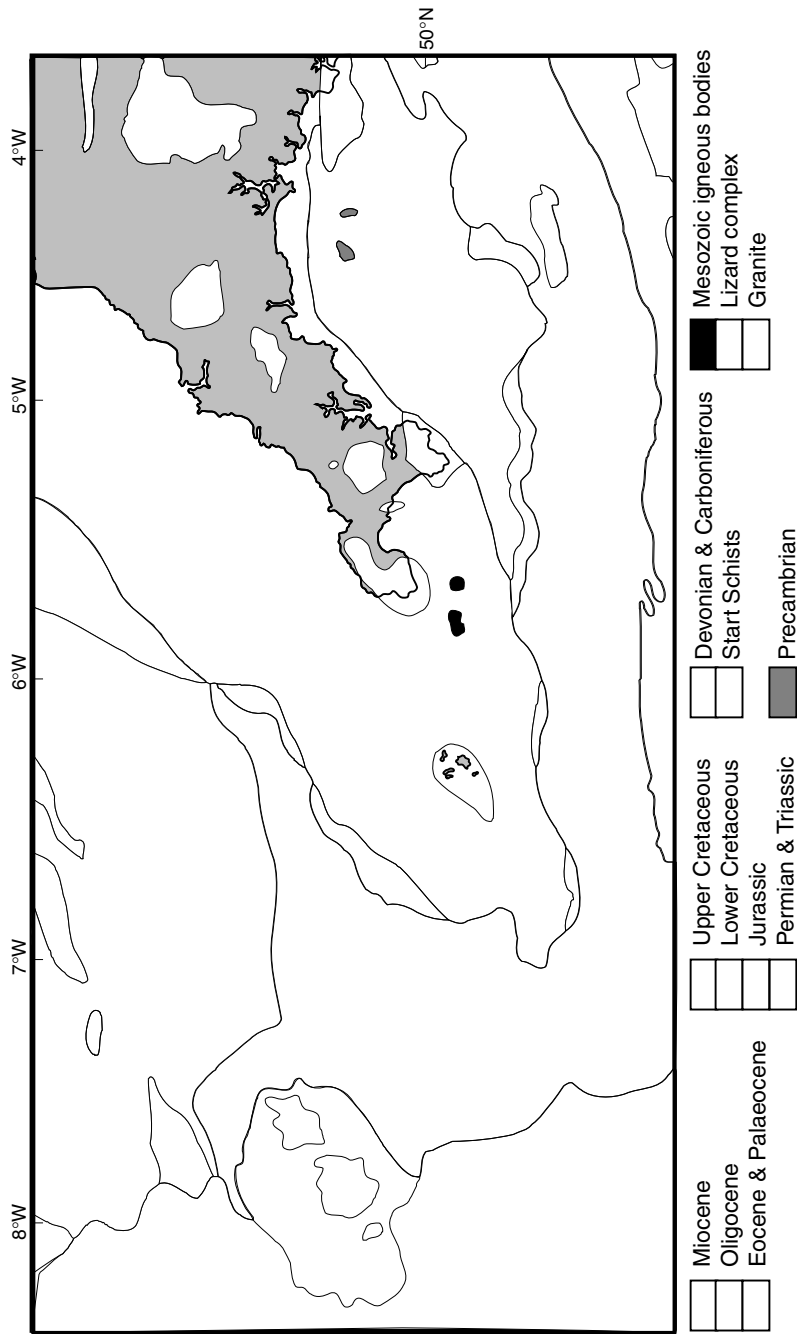 8°W
7°W
6°W
5°W
4°W
50°N
Miocene
Oligocene
Eocene & Palaeocene
Upper Cretaceous
Lower Cretaceous
Jurassic
Permian & Triassic
Devonian & Carboniferous
Start Schists
Precambrian
Mesozoic igneous bodies
Lizard complex
Granite